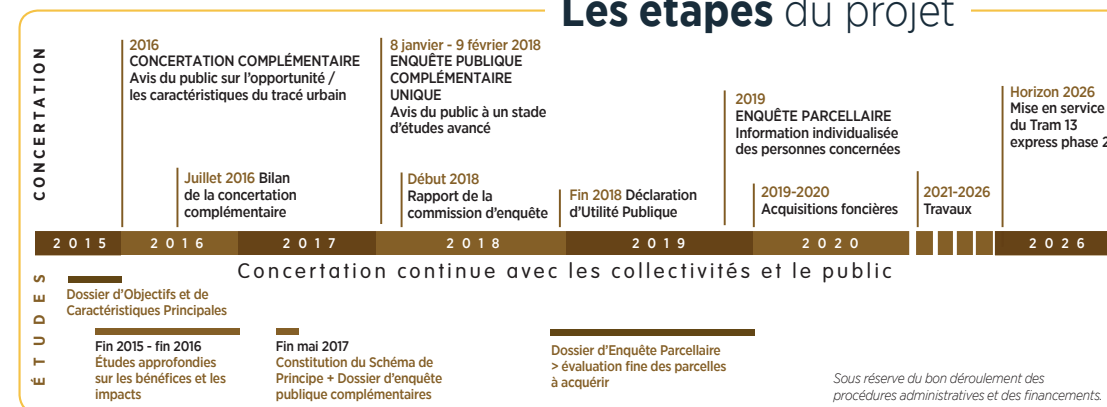 Les étapes du projet
CONCERTATION
2016
CONCERTATION COMPLÉMENTAIRE
Avis du public sur l'opportunité /
les caractéristiques du tracé urbain
Juillet 2016 Bilan
de la concertation
complémentaire
8 janvier - 9 février 2018
ENQUÊTE PUBLIQUE
COMPLÉMENTAIRE
UNIQUE
Avis du public à un stade
d'études avancé
Début 2018
Rapport de la
commission d'enquête
Fin 2018 Déclaration
d'Utilité Publique
2019
ENQUÊTE PARCELLAIRE
Information individualisée
des personnes concernées
2019-2020
Acquisitions foncières
2021-2026
Travaux
Horizon 2026
Mise en service
du Tram 13
express phase 2
2015 2016 2017 2018 2019 2020 2026
Concertation continue avec les collectivités et le public
ÉTUDES
Dossier d'Objectifs et de
Caractéristiques Principales
Fin 2015 - fin 2016
Études approfondies
sur les bénéfices et les
impacts
Fin mai 2017
Constitution du Schéma de
Principe + Dossier d'enquête
publique complémentaires
Dossier d'Enquête Parcellaire
> évaluation fine des parcelles
à acquérir
Sous réserve du bon déroulement des
procédures administratives et des financements.